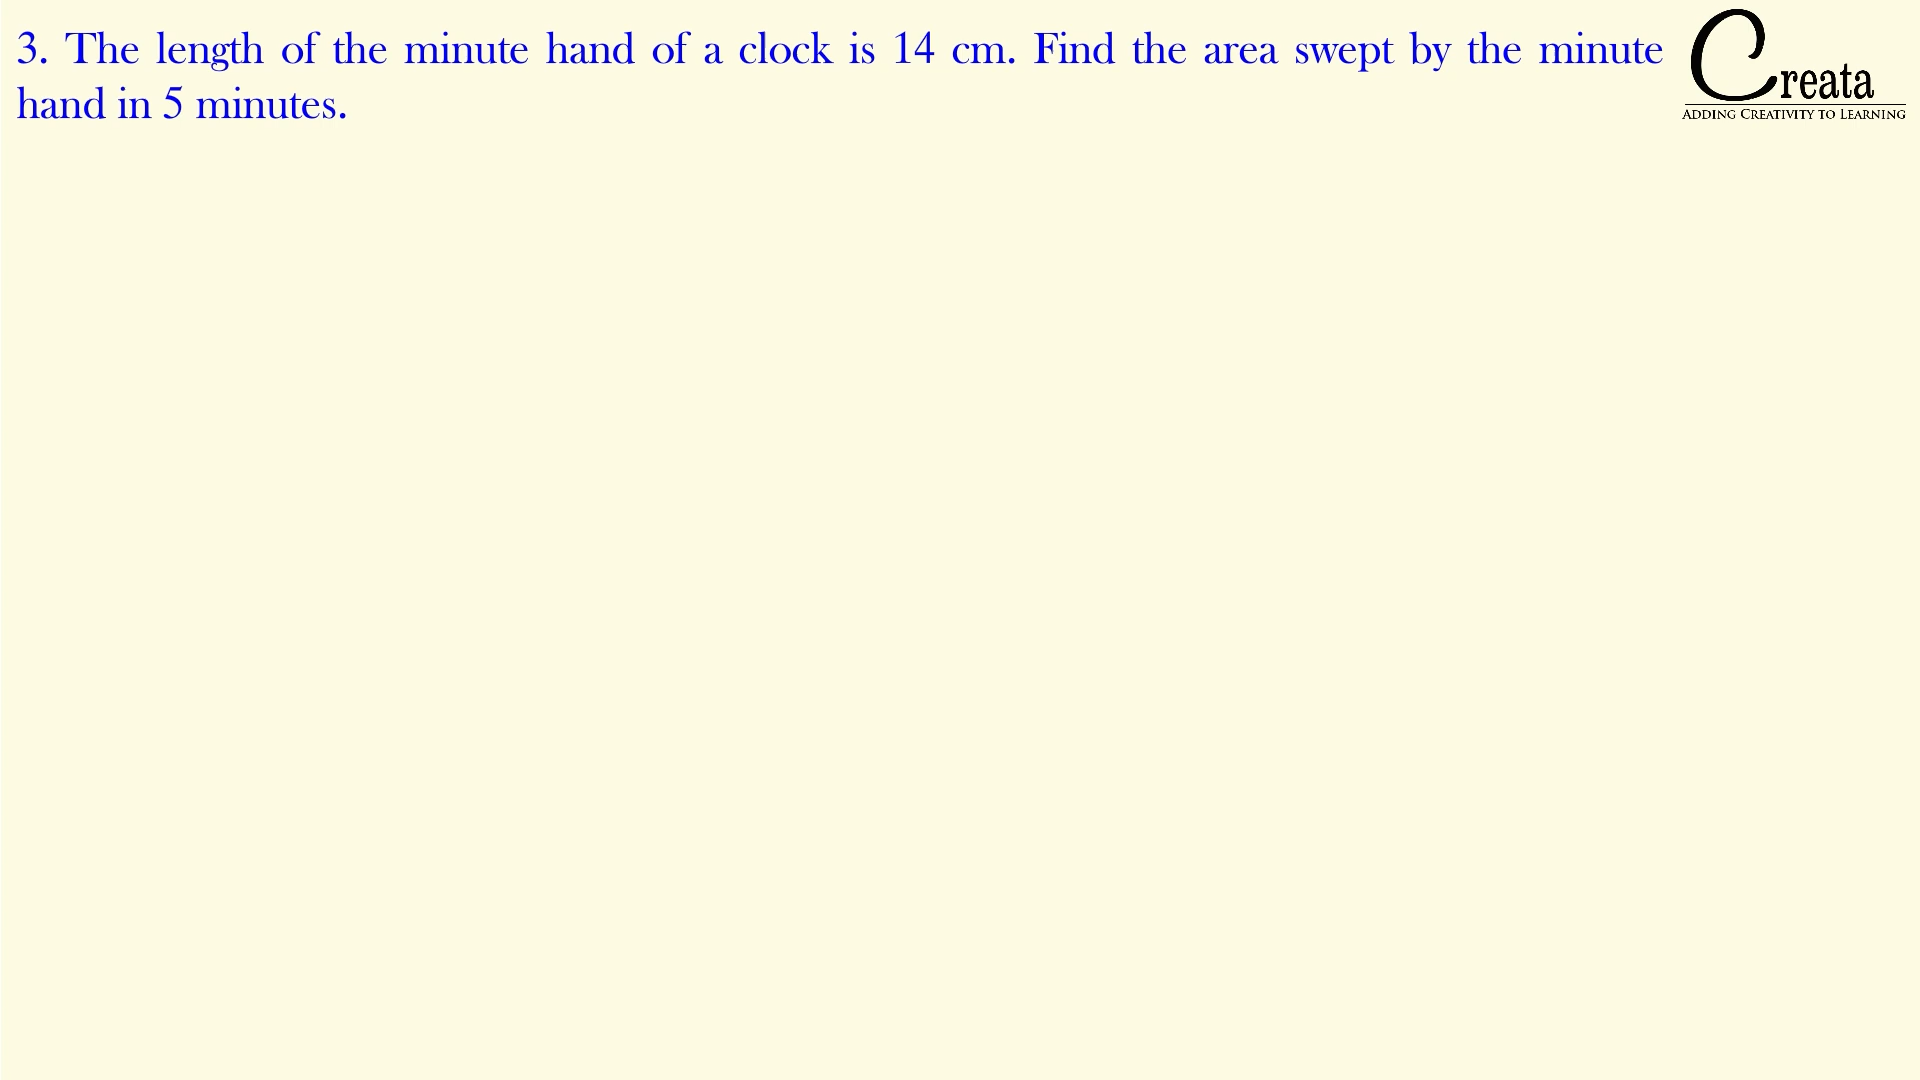 3. The length of the minute hand of a clock is 14 cm. Find the area swept by the minute
hand in 5 minutes.
Creata
ADDING CREATIVITY TO LEARNING